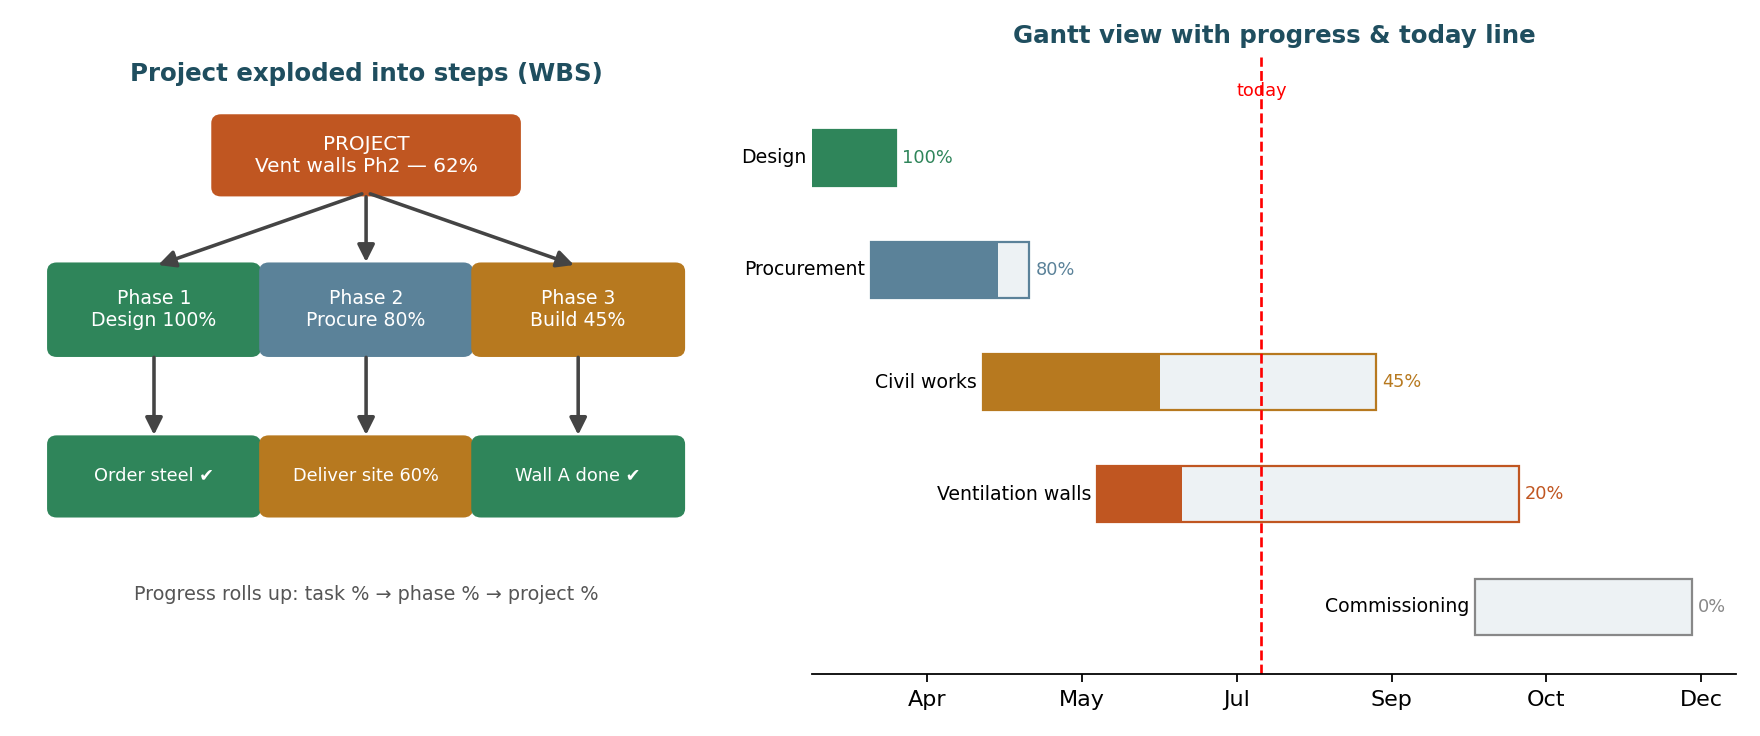 Project exploded into steps (WBS)
PROJECT
Vent walls Ph2 — 62%
Phase 1
Design 100%
Phase 2
Procure 80%
Phase 3
Build 45%
Order steel ✔
Deliver site 60%
Wall A done ✔
Progress rolls up: task % → phase % → project %
Gantt view with progress & today line
today
Design
100%
Procurement
80%
Civil works
45%
Ventilation walls
20%
Commissioning
0%
Apr
May
Jul
Sep
Oct
Dec